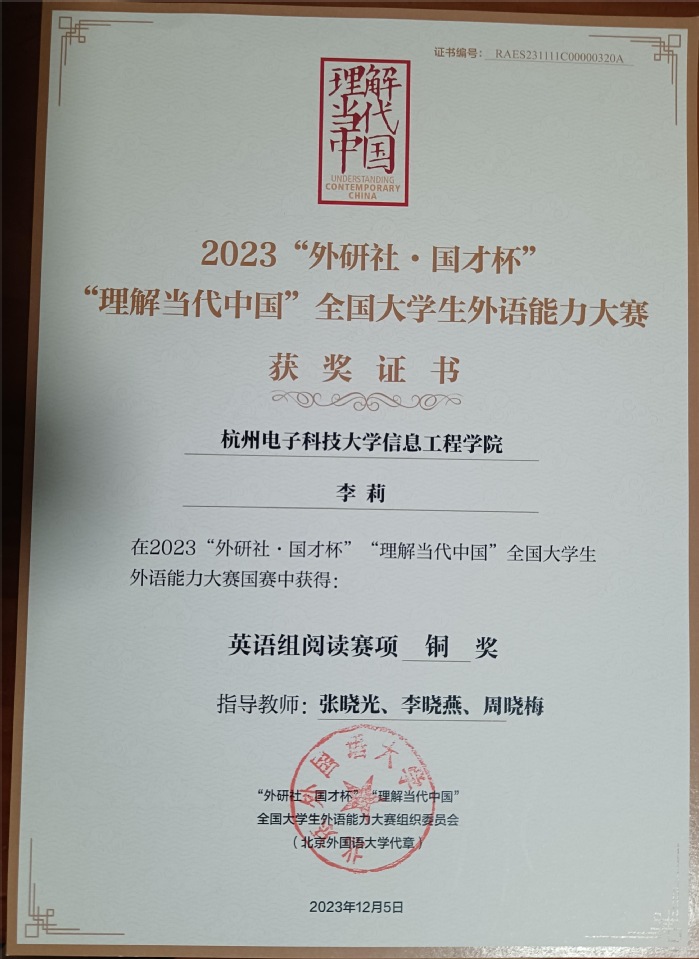 证书编号： RAES231111C00000320A
理解
当代
中国
UNDERSTANDING
CONTEMPORARY
CHINA
2023“外研社·国才杯”
“理解当代中国”全国大学生外语能力大赛
获奖证书
杭州电子科技大学信息工程学院
李莉
在2023“外研社·国才杯”“理解当代中国”全国大学生
外语能力大赛国赛中获得：
英语组阅读赛项 铜 奖
指导教师：张晓光、李晓燕、周晓梅
北京外国语大学
“外研社·国才杯”“理解当代中国”
全国大学生外语能力大赛组织委员会
（北京外国语大学代章）
2023年12月5日